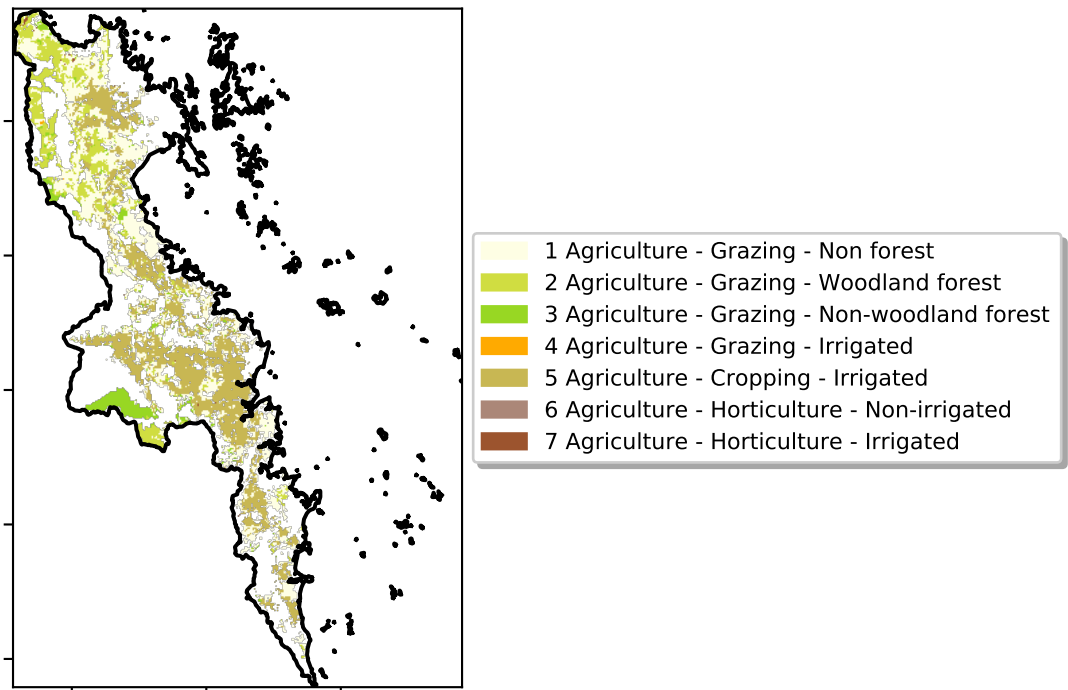 1 Agriculture - Grazing - Non forest
2 Agriculture - Grazing - Woodland forest
3 Agriculture - Grazing - Non-woodland forest
4 Agriculture - Grazing - Irrigated
5 Agriculture - Cropping - Irrigated
6 Agriculture - Horticulture - Non-irrigated
7 Agriculture - Horticulture - Irrigated